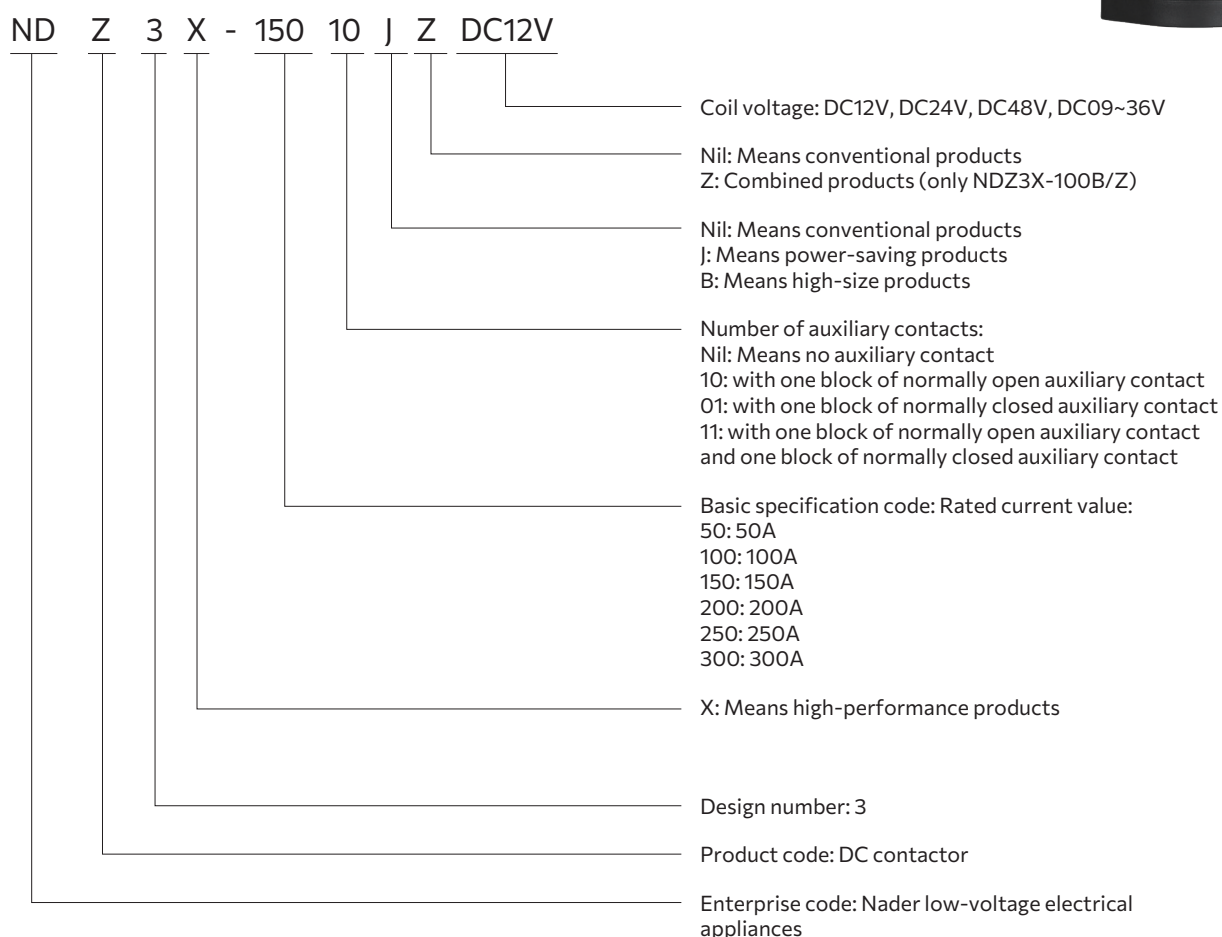 ND Z 3 X - 150 10 J Z DC12V
Coil voltage: DC12V, DC24V, DC48V, DC09~36V
Nil: Means conventional products
Z: Combined products (only NDZ3X-100B/Z)
Nil: Means conventional products
J: Means power-saving products
B: Means high-size products
Number of auxiliary contacts:
Nil: Means no auxiliary contact
10: with one block of normally open auxiliary contact
01: with one block of normally closed auxiliary contact
11: with one block of normally open auxiliary contact
and one block of normally closed auxiliary contact
Basic specification code: Rated current value:
50: 50A
100: 100A
150: 150A
200: 200A
250: 250A
300: 300A
X: Means high-performance products
Design number: 3
Product code: DC contactor
Enterprise code: Nader low-voltage electrical
appliances